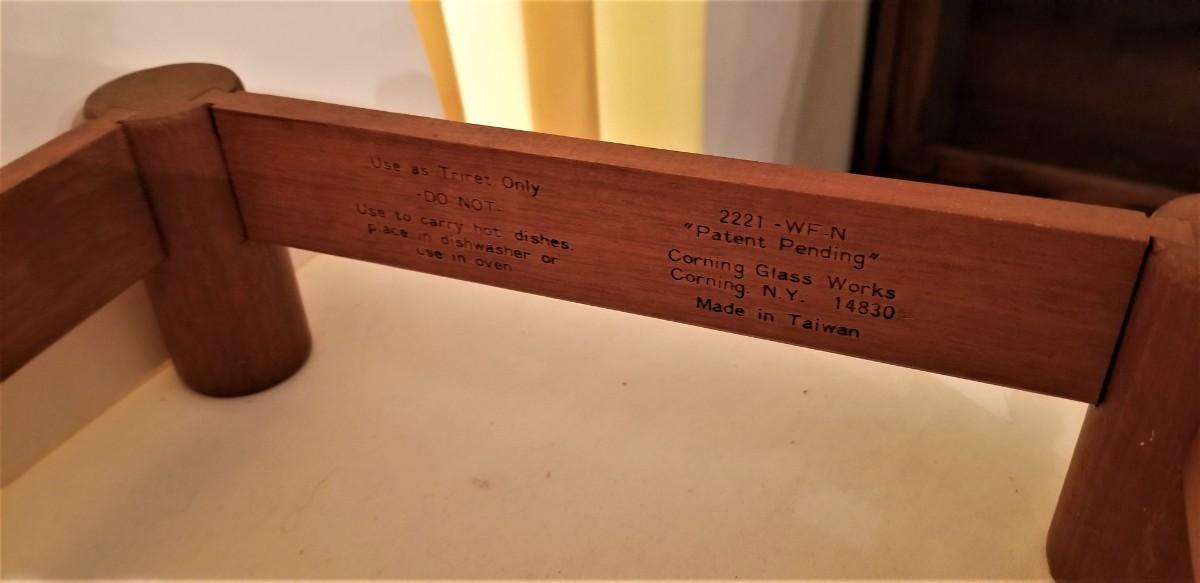 Use as Triret Only
-DO NOT-
Use to carry hot dishes,
place in dishwasher or
use in oven
2221 -WF-N
"Patent Pending"
Corning Glass Works
Corning. N.Y. 14830
Made in Taiwan